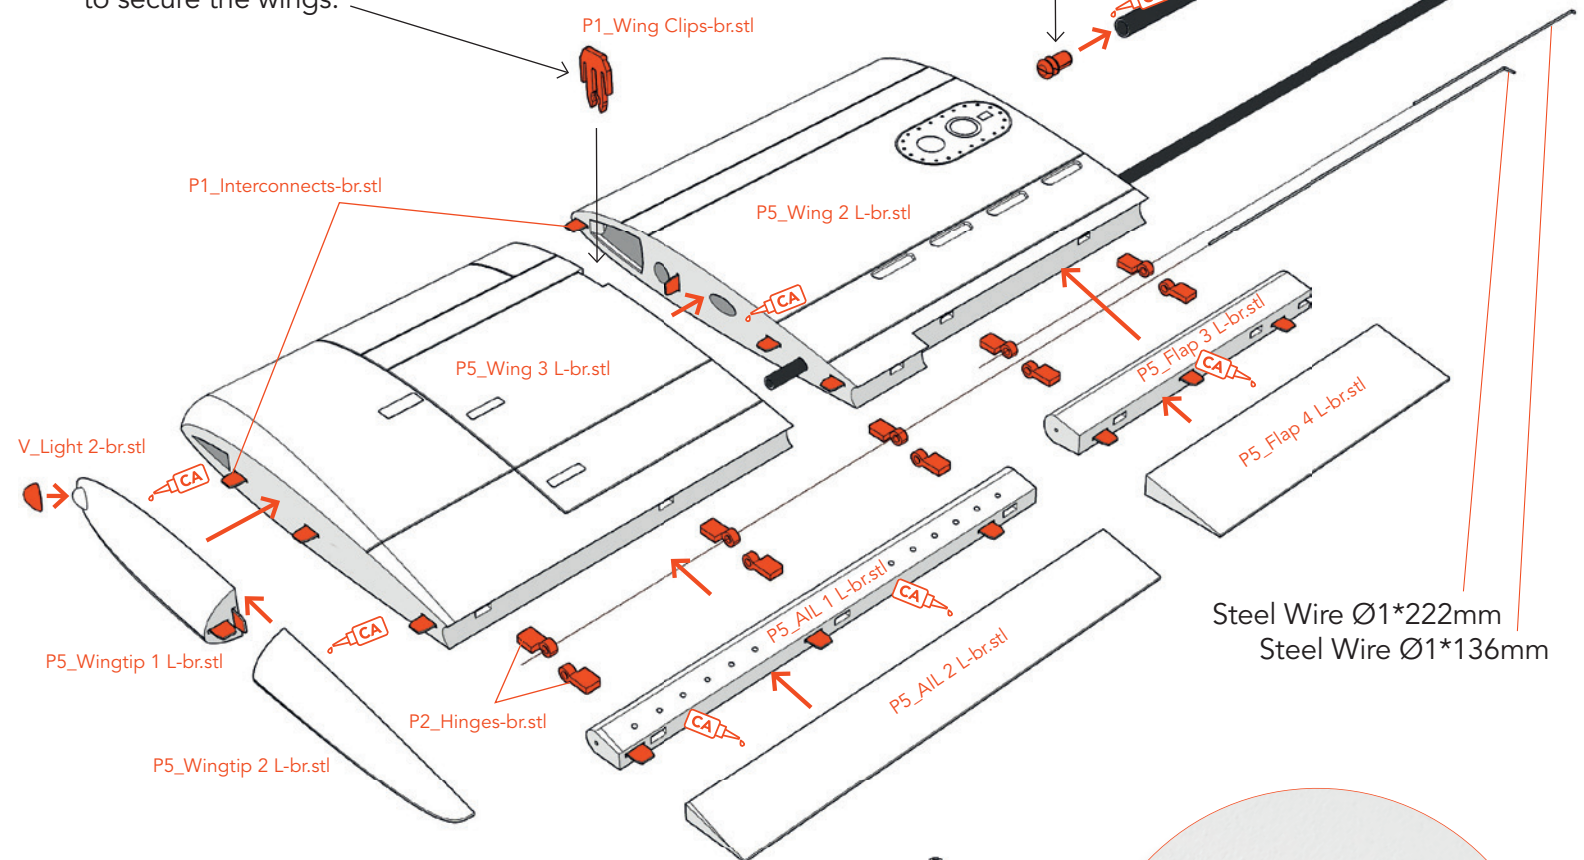 to secure the wings.
P1_Wing Clips-br.stl
CA
P1_Interconnects-br.stl
P5_Wing 2 L-br.stl
CA
P5_Wing 3 L-br.stl
P5_Flap 3 L-br.stl
CA
P5_Flap 4 L-br.stl
V_Light 2-br.stl
CA
P5_AIL 1 L-br.stl
CA
Steel Wire Ø1*222mm
Steel Wire Ø1*136mm
CA
P5_Wingtip 1 L-br.stl
P5_AIL 2 L-br.stl
P2_Hinges-br.stl
CA
P5_Wingtip 2 L-br.stl